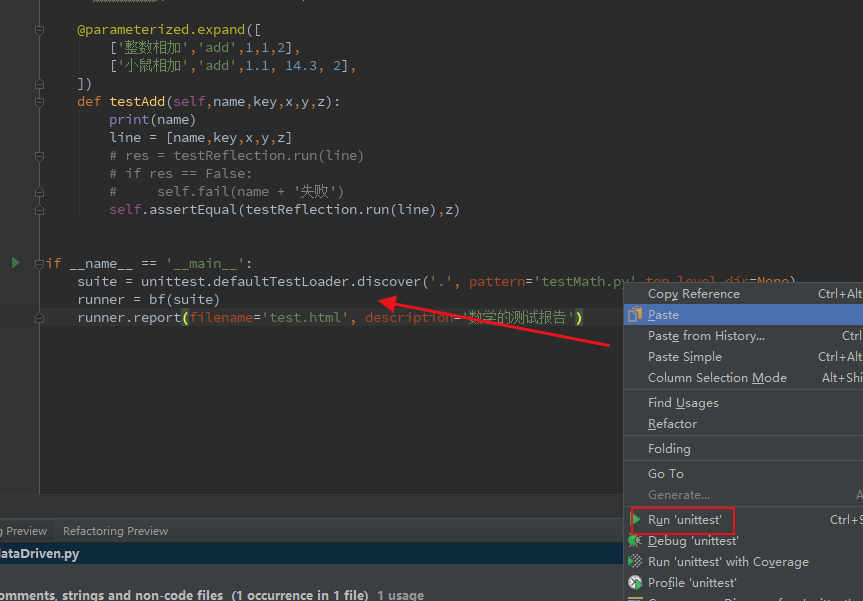 @parameterized.expand([
['整数相加','add',1,1,2],
['小鼠相加','add',1.1, 14.3, 2],
])
def testAdd(self,name,key,x,y,z):
print(name)
line = [name,key,x,y,z]
# res = testReflection.run(line)
# if res == False:
#     self.fail(name + '失败')
self.assertEqual(testReflection.run(line),z)
if __name__ == '__main__':
suite = unittest.defaultTestLoader.discover('.', pattern='testMath.py' top_level_dir=None)
runner = bf(suite)
runner.report(filename='test.html', description='数学的测试报告')
Copy Reference Ctrl+Alt
Paste
Paste from History... Ctrl
Paste Simple Ctrl+Alt
Column Selection Mode Alt+Shi
Find Usages
Refactor
Folding
Go To
Generate... A
Run 'unittest' Ctrl+S
Debug 'unittest'
Run 'unittest' with Coverage
Profile 'unittest'
g Preview Refactoring Preview
dataDriven.py
omments, strings and non-code files (1 occurrence in 1 file) 1 usage